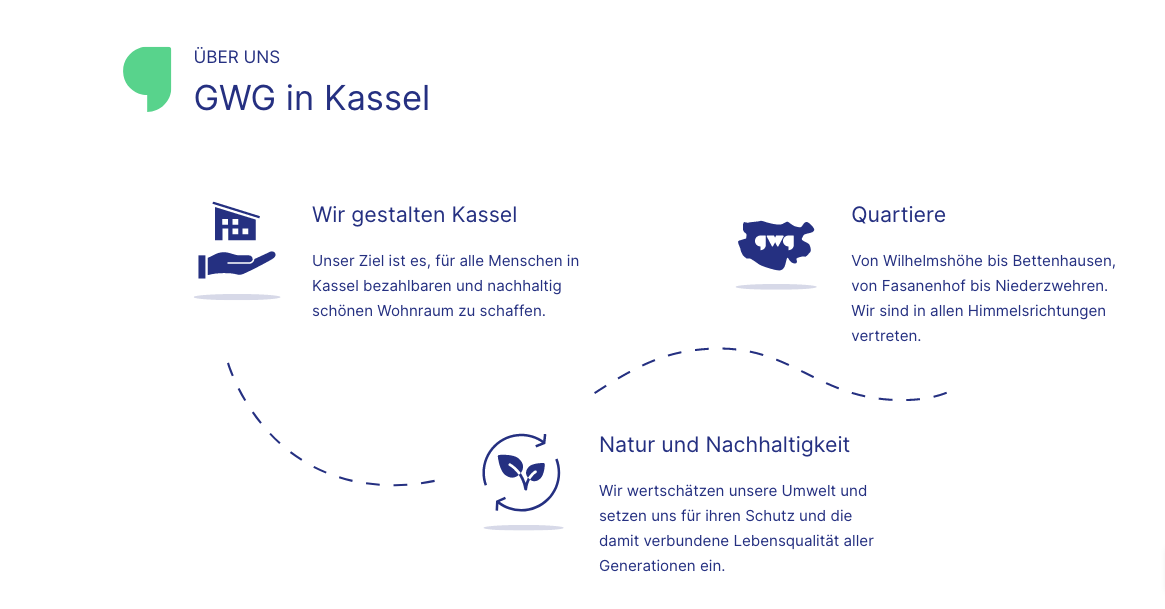 ÜBER UNS
GWG in Kassel
Wir gestalten Kassel
Unser Ziel ist es, für alle Menschen in
Kassel bezahlbaren und nachhaltig
schönen Wohnraum zu schaffen.
gwg
Quartiere
Von Wilhelmshöhe bis Bettenhausen,
von Fasanenhof bis Niederzwehren.
Wir sind in allen Himmelsrichtungen
vertreten.
Natur und Nachhaltigkeit
Wir wertschätzen unsere Umwelt und
setzen uns für ihren Schutz und die
damit verbundene Lebensqualität aller
Generationen ein.